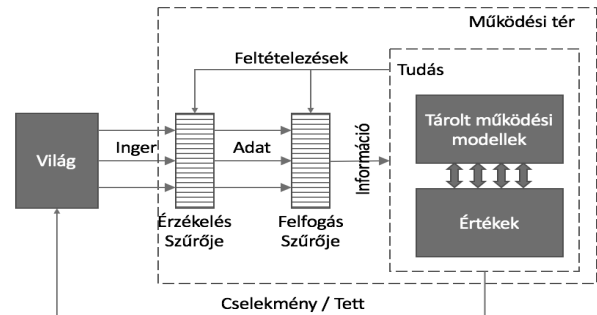 Működési tér
Feltételezések
Tudás
Világ
Inger
Adat
Információ
Tárolt működési
modellek
Értékek
Érzékelés
Szűrője
Felfogás
Szűrője
Cselekmény / Tett